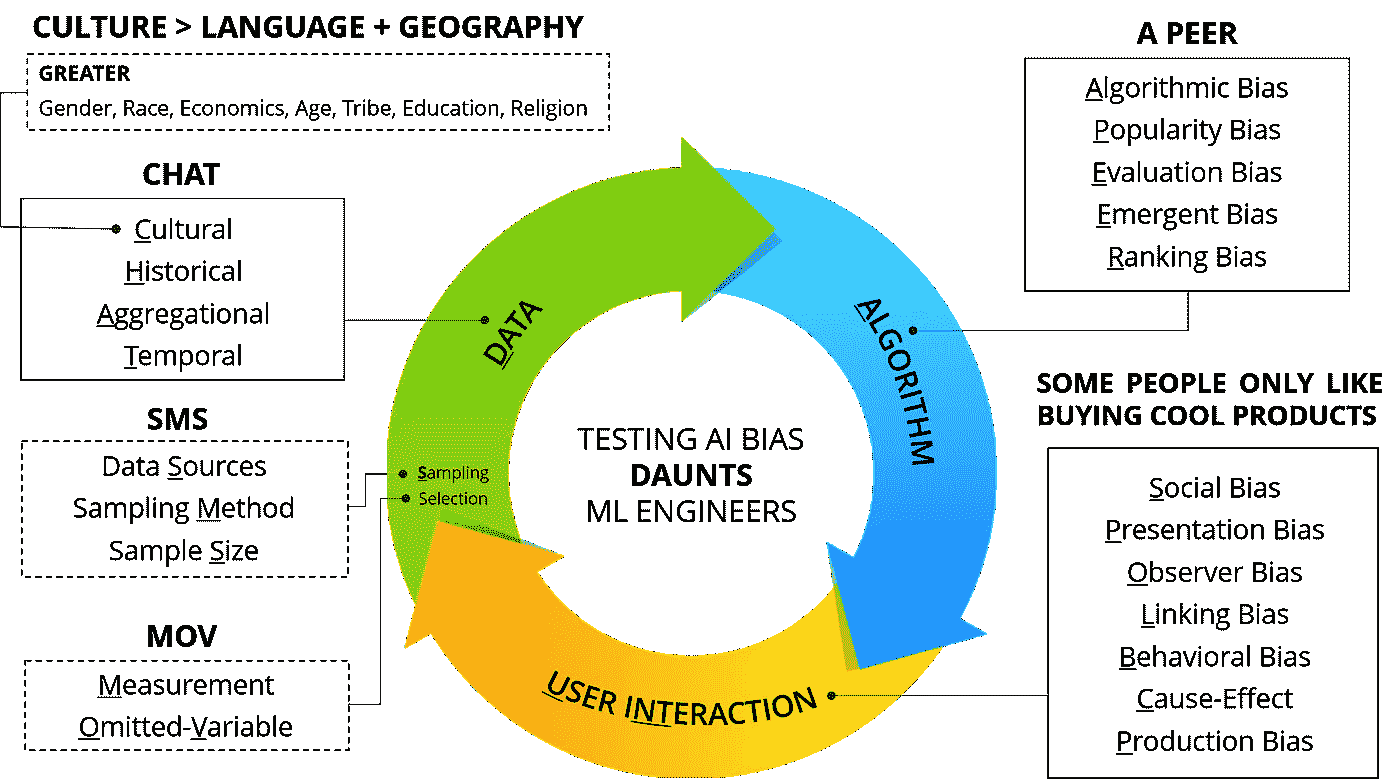 CULTURE > LANGUAGE + GEOGRAPHY
GREATER
Gender, Race, Economics, Age, Tribe, Education, Religion
CHAT
Cultural
Historical
Aggregational
Temporal
SMS
Data Sources
Sampling Method
Sample Size
MOV
Measurement
Omitted-Variable
DATA
Sampling
Selection
ALGORITHM
USER INTERACTION
TESTING AI BIAS
DAUNTS
ML ENGINEERS
A PEER
Algorithmic Bias
Popularity Bias
Evaluation Bias
Emergent Bias
Ranking Bias
SOME PEOPLE ONLY LIKE
BUYING COOL PRODUCTS
Social Bias
Presentation Bias
Observer Bias
Linking Bias
Behavioral Bias
Cause-Effect
Production Bias